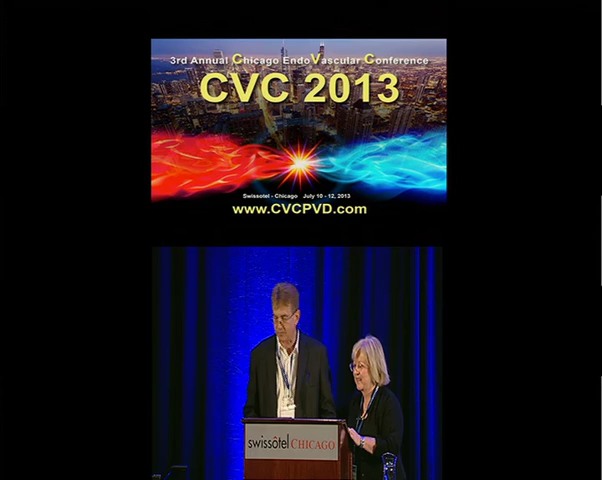 3rd Annual Chicago EndoVascular Conference
CVC 2013
Swissotel - Chicago July 10 - 12, 2013
www.CVCPVD.com
swissôtel CHICAGO